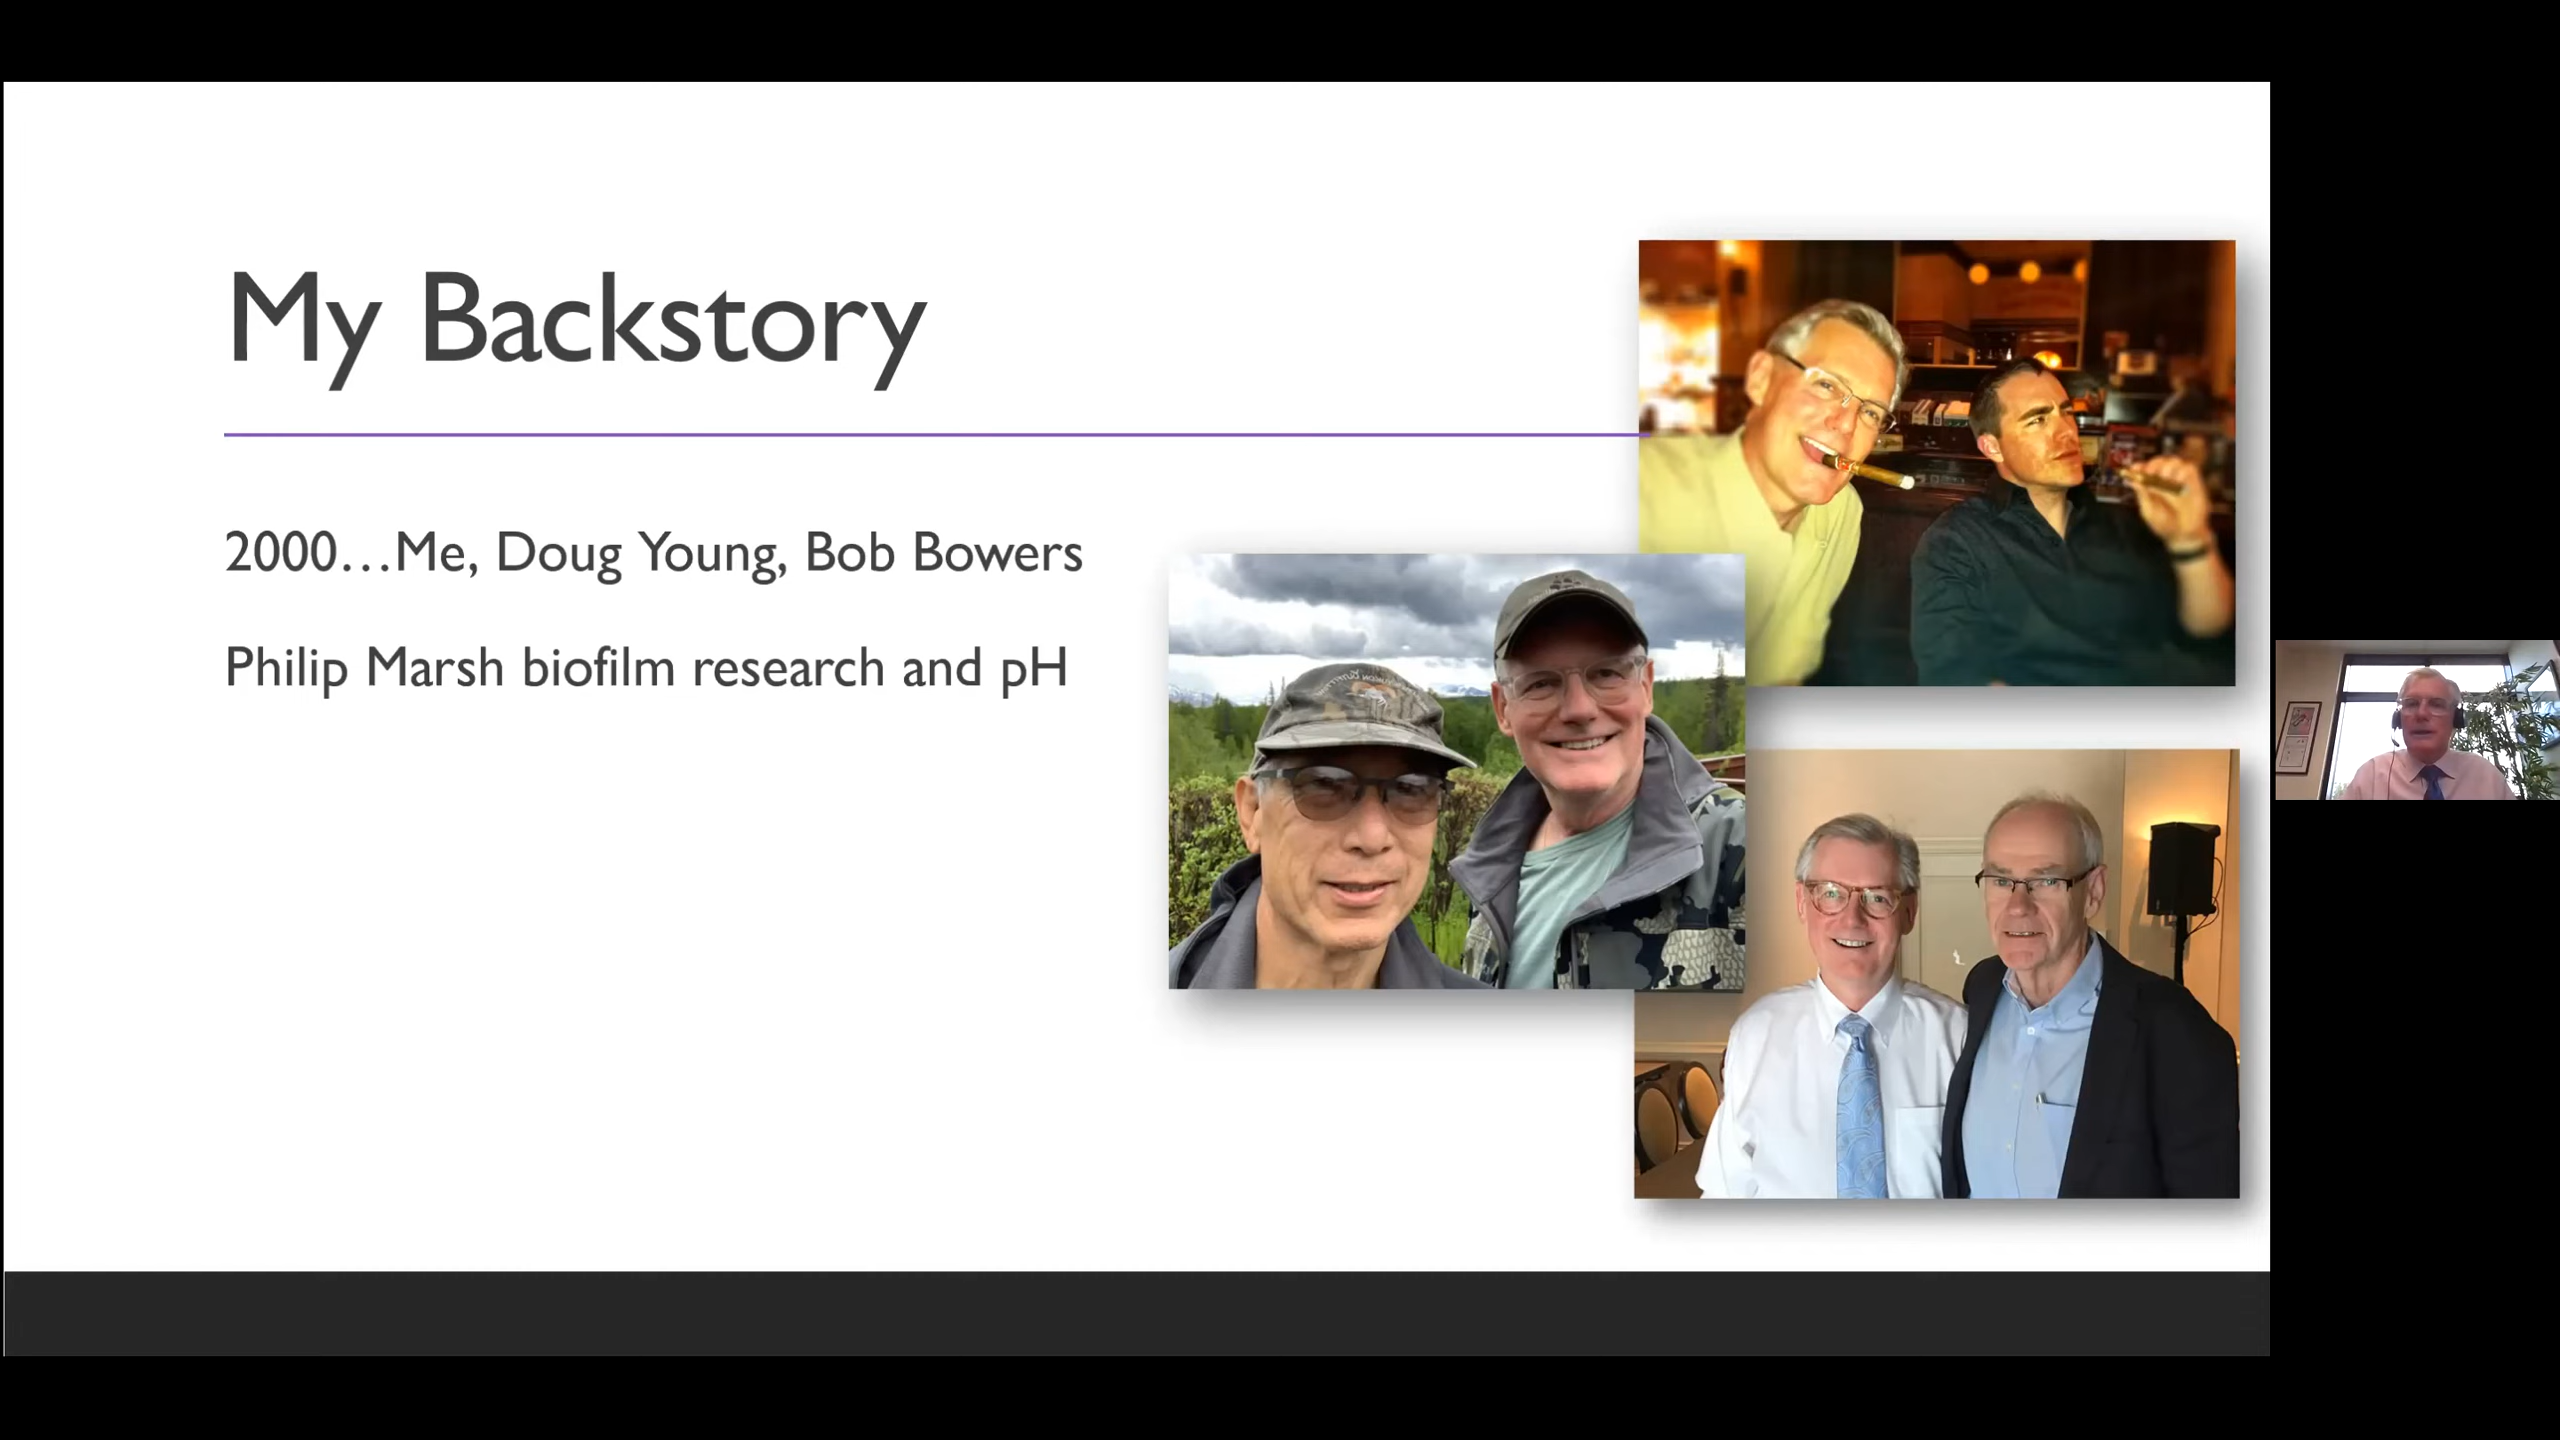 My Backstory
2000…Me, Doug Young, Bob Bowers
Philip Marsh biofilm research and pH